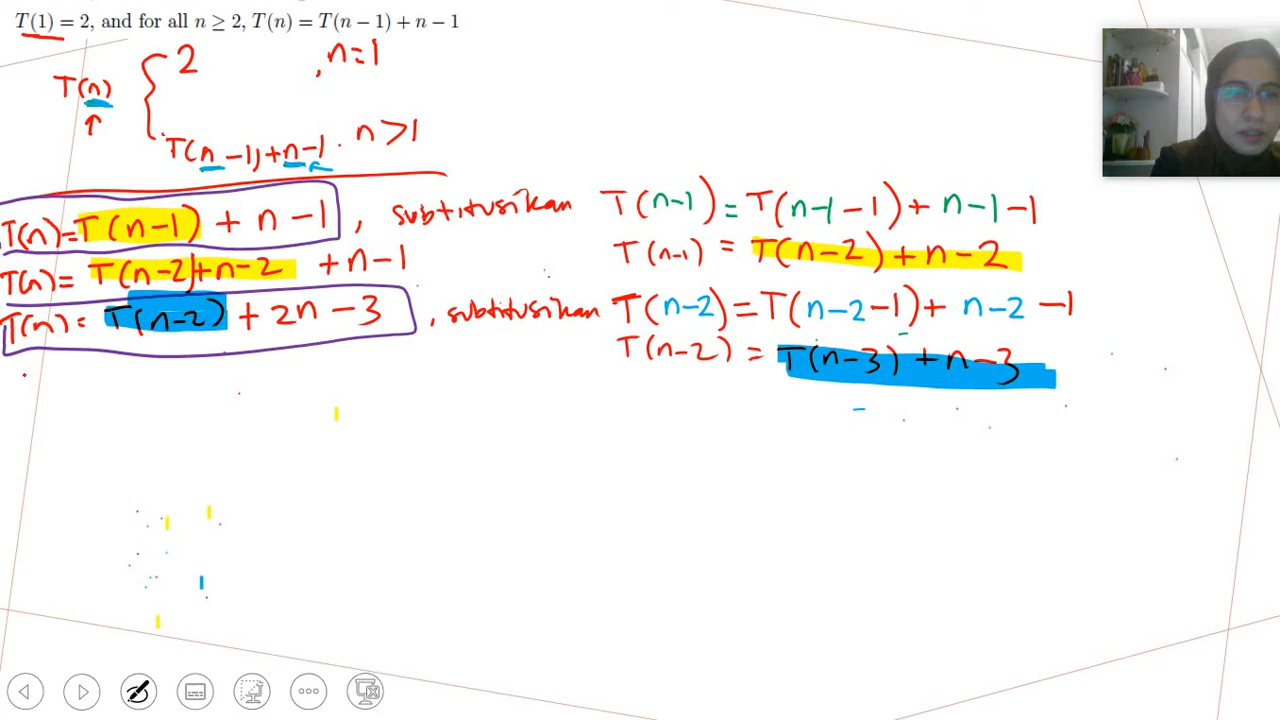 T(1) = 2, and for all n ≥ 2, T(n) = T(n − 1) + n − 1
T(n) { 2 , n=1
T(n-1)+n-1 . n>1
T(n)=T(n-1) + n -1 , subtitusikan T(n-1)=T(n-1-1)+n-1-1
T(n-1) = T(n-2)+n-2
T(n)= T(n-2)+n-2 +n-1
T(n)= T(n-2) + 2n -3 , subtitusikan T(n-2)=T(n-2-1)+ n-2 -1
T(n-2) = T(n-3) +n-3